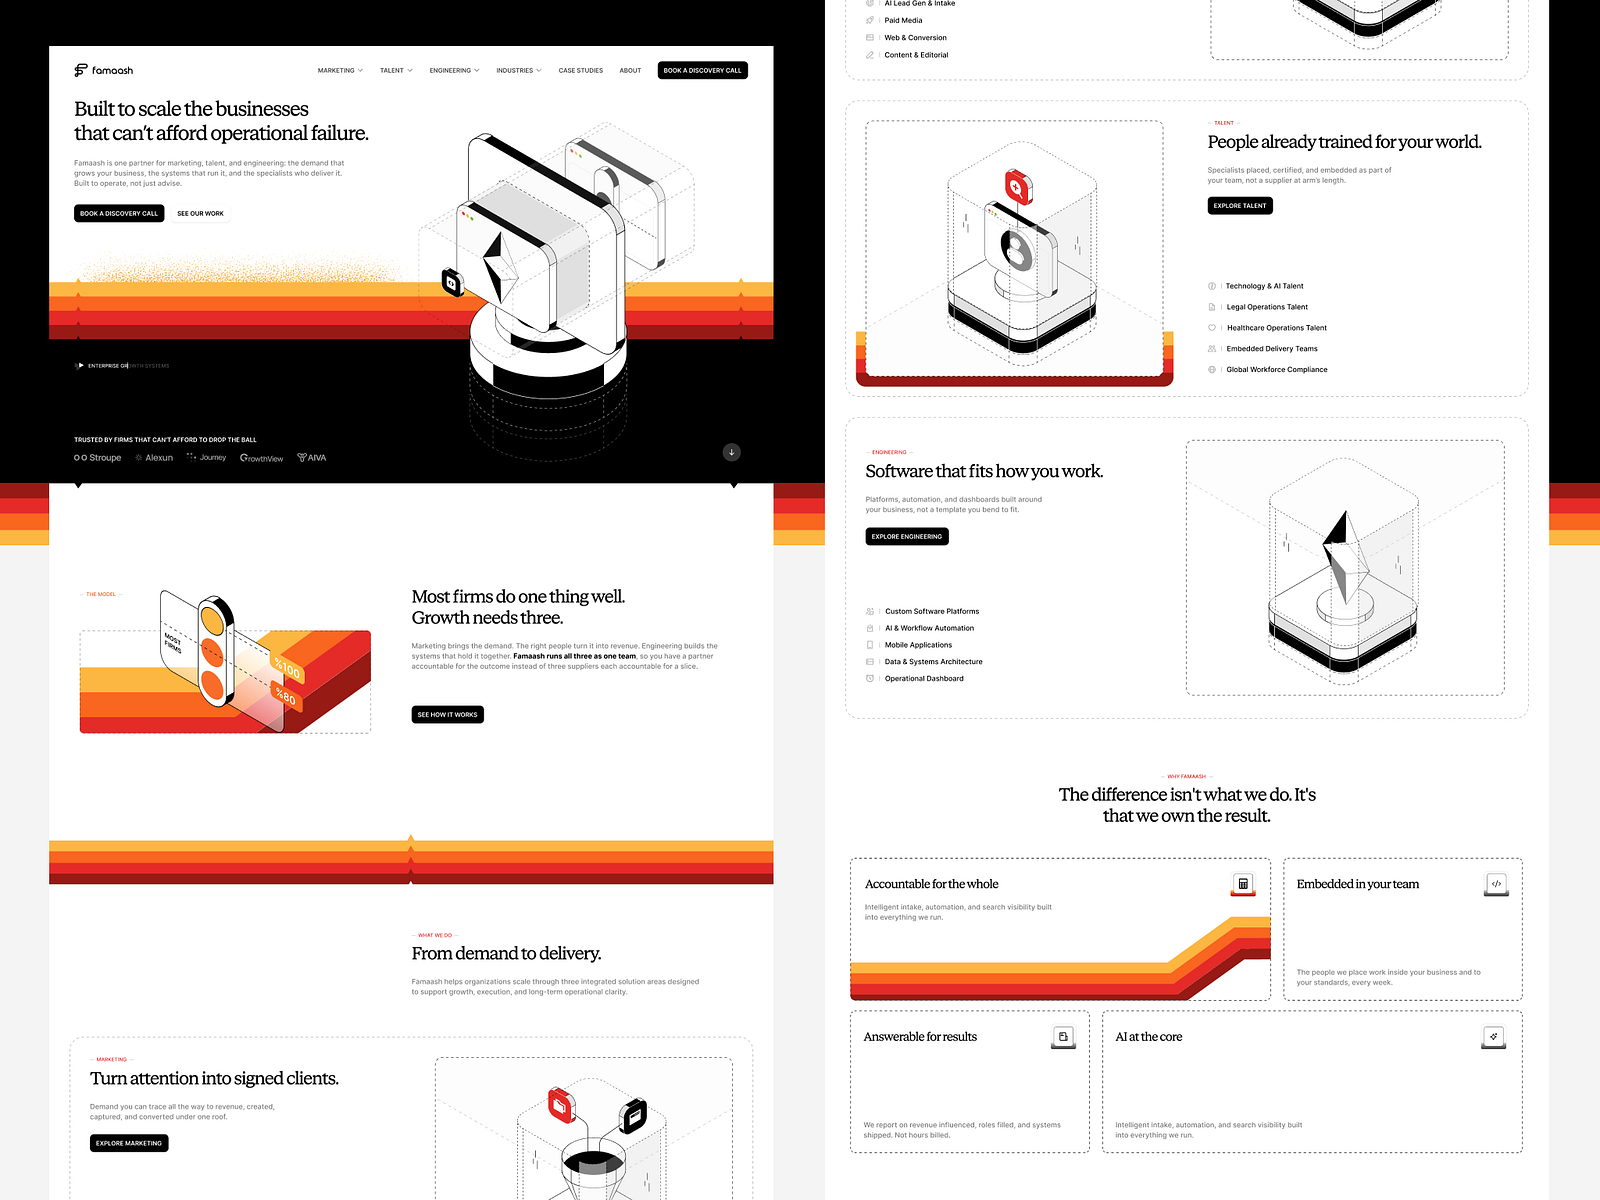 famaash
MARKETING
TALENT
ENGINEERING
INDUSTRIES
CASE STUDIES
ABOUT
BOOK A DISCOVERY CALL
Built to scale the businesses
that can't afford operational failure.
Famaash is one partner for marketing, talent, and engineering: the demand that
grows your business, the systems that run it, and the specialists who deliver it.
Built to operate, not just advise.
BOOK A DISCOVERY CALL
SEE OUR WORK
ENTERPRISE GROWTH SYSTEMS
TRUSTED BY FIRMS THAT CAN'T AFFORD TO DROP THE BALL
Stroupe
Alexun
Journey
GrowthView
AIVA
THE MODEL
MOST
FIRMS
%100
%80
Most firms do one thing well.
Growth needs three.
Marketing brings the demand. The right people turn it into revenue. Engineering builds the
systems that hold it together. Famaash runs all three as one team, so you have a partner
accountable for the outcome instead of three suppliers each accountable for a slice.
SEE HOW IT WORKS
WHAT WE DO
From demand to delivery.
Famaash helps organizations scale through three integrated solution areas designed
to support growth, execution, and long-term operational clarity.
MARKETING
Turn attention into signed clients.
Demand you can trace all the way to revenue, created,
captured, and converted under one roof.
EXPLORE MARKETING
AI Lead Gen & Intake
Paid Media
Web & Conversion
Content & Editorial
TALENT
People already trained for your world.
Specialists placed, certified, and embedded as part of
your team, not a supplier at arm's length.
EXPLORE TALENT
Technology & AI Talent
Legal Operations Talent
Healthcare Operations Talent
Embedded Delivery Teams
Global Workforce Compliance
ENGINEERING
Software that fits how you work.
Platforms, automation, and dashboards built around
your business, not a template you bend to fit.
EXPLORE ENGINEERING
Custom Software Platforms
AI & Workflow Automation
Mobile Applications
Data & Systems Architecture
Operational Dashboard
WHY FAMAASH
The difference isn't what we do. It's
that we own the result.
Accountable for the whole
Intelligent intake, automation, and search visibility built
into everything we run.
Embedded in your team
The people we place work inside your business and to
your standards, every week.
Answerable for results
We report on revenue influenced, roles filled, and systems
shipped. Not hours billed.
AI at the core
Intelligent intake, automation, and search visibility built
into everything we run.